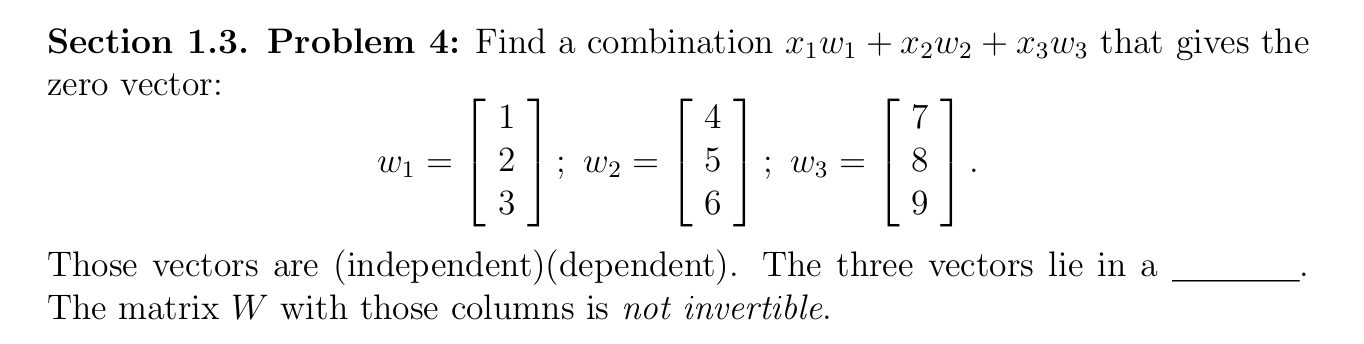 Section 1.3. Problem 4: Find a combination x₁w₁ + x₂w₂ + x₃w₃ that gives the
zero vector:
w₁ = [1 2 3]; w₂ = [4 5 6]; w₃ = [7 8 9].
Those vectors are (independent)(dependent). The three vectors lie in a ________.
The matrix W with those columns is not invertible.